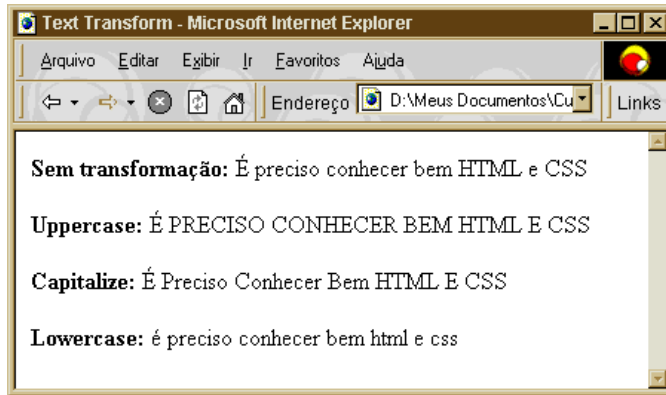 Text Transform - Microsoft Internet Explorer
Arquivo Editar Exibir Ir Favoritos Ajuda
Endereço D:\Meus Documentos\Cu Links
Sem transformação: É preciso conhecer bem HTML e CSS
Uppercase: É PRECISO CONHECER BEM HTML E CSS
Capitalize: É Preciso Conhecer Bem HTML E CSS
Lowercase: é preciso conhecer bem html e css